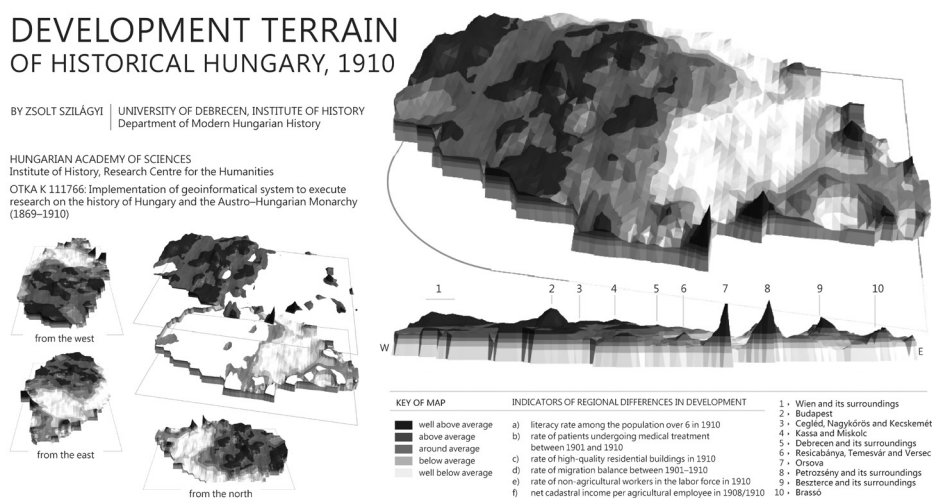 DEVELOPMENT TERRAIN
OF HISTORICAL HUNGARY, 1910
BY ZSOLT SZILÁGYI
UNIVERSITY OF DEBRECEN, INSTITUTE OF HISTORY
Department of Modern Hungarian History
HUNGARIAN ACADEMY OF SCIENCES
Institute of History, Research Centre for the Humanities
OTKA K 111766: Implementation of geoinformatical system to execute
research on the history of Hungary and the Austro–Hungarian Monarchy
(1869–1910)
from the west
from the east
from the north
1 2 3 4 5 6 7 8 9 10
W E
KEY OF MAP
well above average
above average
around average
below average
well below average
INDICATORS OF REGIONAL DIFFERENCES IN DEVELOPMENT
a) literacy rate among the population over 6 in 1910
b) rate of patients undergoing medical treatment
between 1901 and 1910
c) rate of high-quality residential buildings in 1910
d) rate of migration balance between 1901–1910
e) rate of non-agricultural workers in the labor force in 1910
f) net cadastral income per agricultural employee in 1908/1910
1 › Wien and its surroundings
2 › Budapest
3 › Cegléd, Nagykőrös and Kecskemét
4 › Kassa and Miskolc
5 › Debrecen and its surroundings
6 › Resicabánya, Temesvár and Versec
7 › Orsova
8 › Petrozsény and its surroundings
9 › Beszterce and its surroundings
10 › Brassó